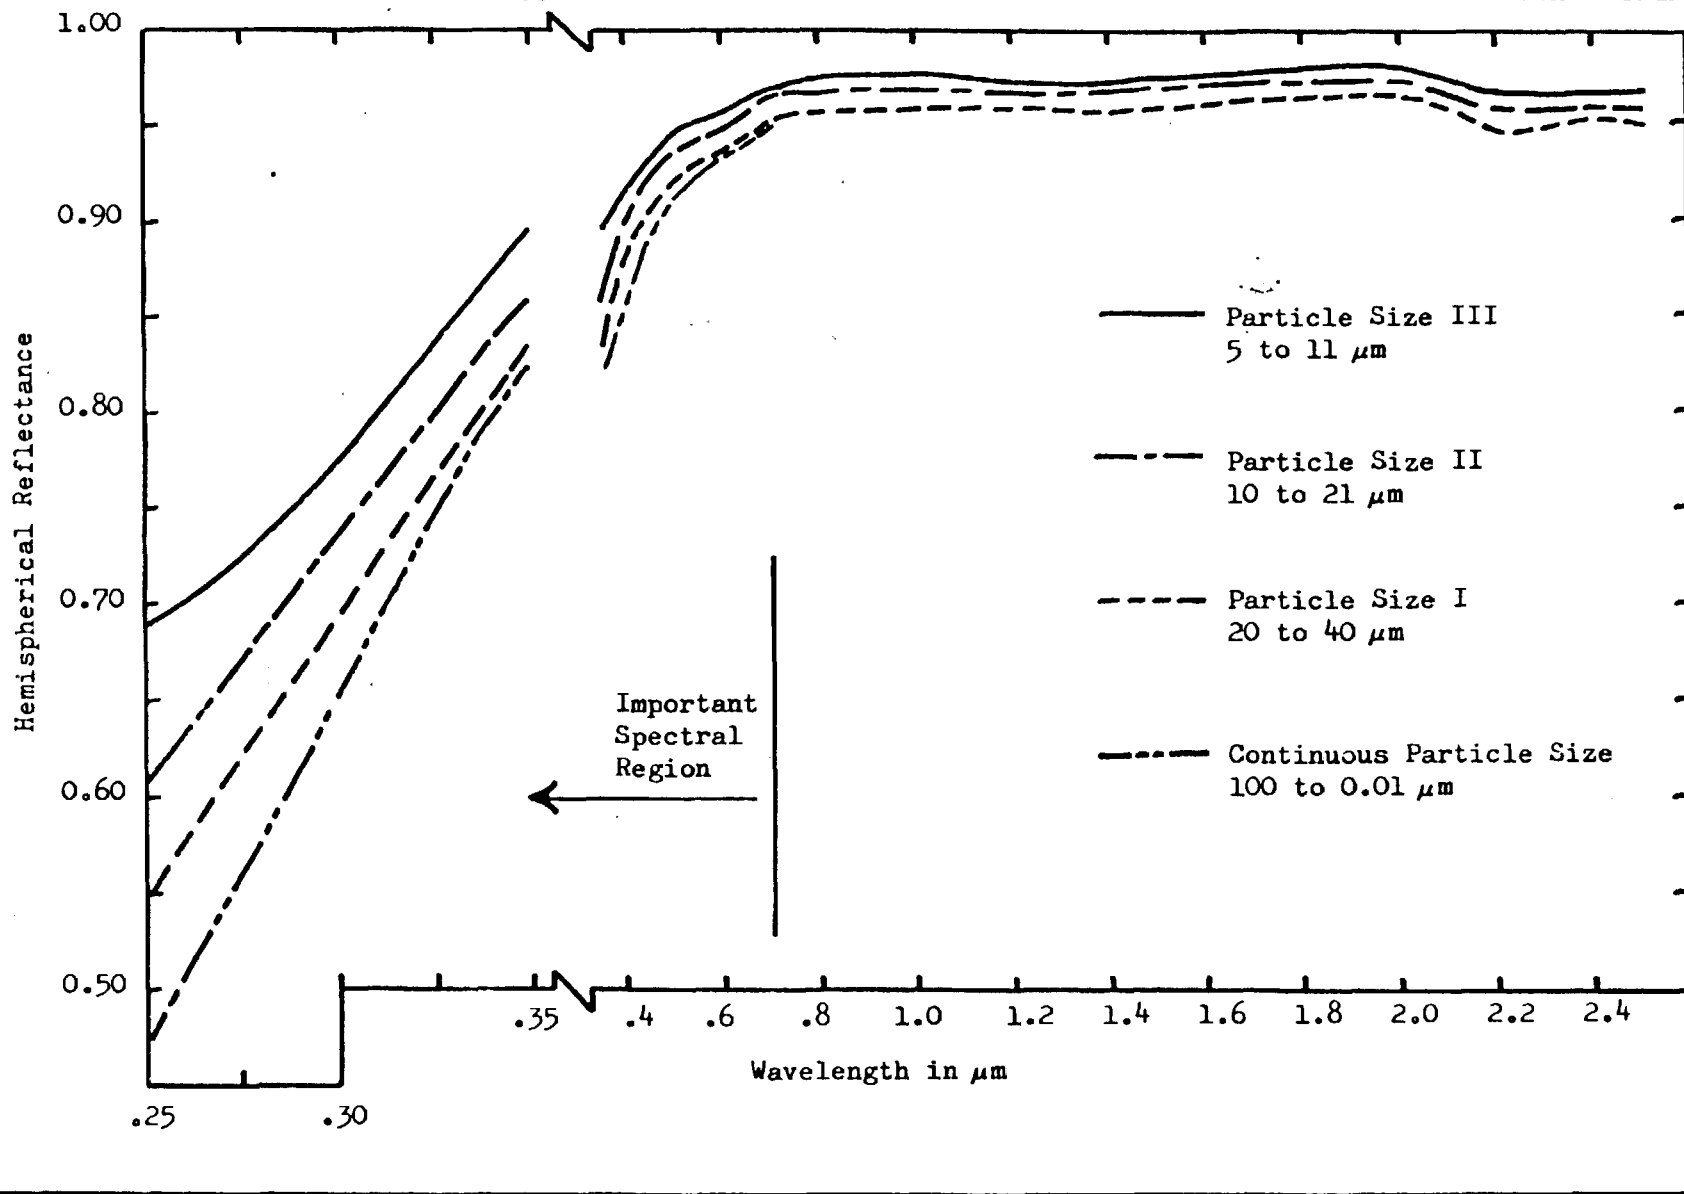 1.00
0.90
0.80
0.70
0.60
0.50
Hemispherical Reflectance
Particle Size III
5 to 11 μm
Particle Size II
10 to 21 μm
Particle Size I
20 to 40 μm
Continuous Particle Size
100 to 0.01 μm
Important
Spectral
Region
.35 .4 .6 .8 1.0 1.2 1.4 1.6 1.8 2.0 2.2 2.4
Wavelength in μm
.25 .30